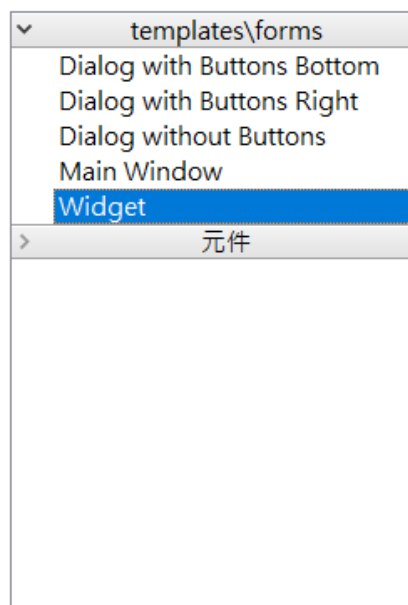 templates\forms
Dialog with Buttons Bottom
Dialog with Buttons Right
Dialog without Buttons
Main Window
Widget
元件